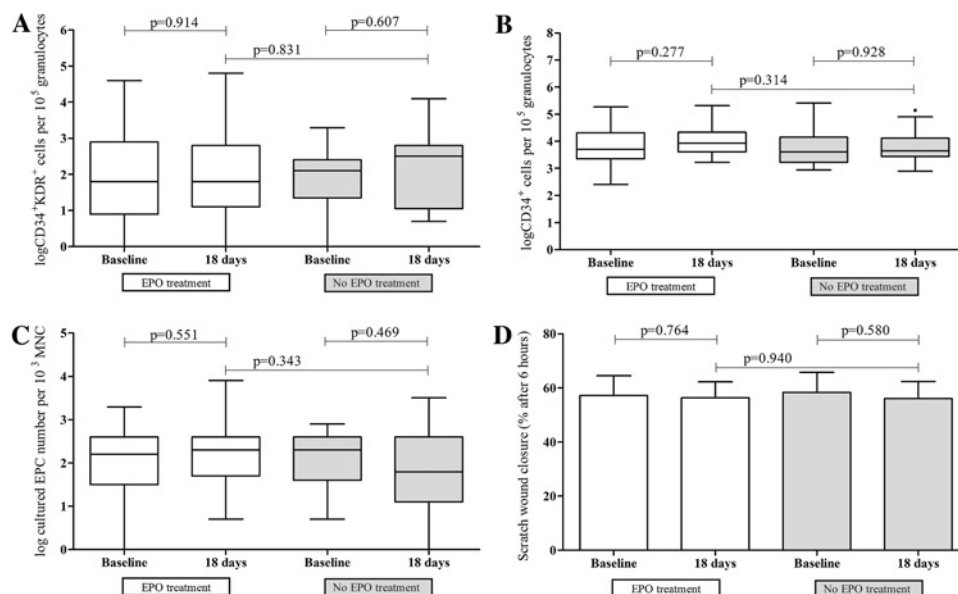 A
logCD34+KDR+ cells per 10^5 granulocytes
6
5
4
3
2
1
0
p=0.914
p=0.607
p=0.831
Baseline
18 days
Baseline
18 days
EPO treatment
No EPO treatment
B
logCD34+ cells per 10^5 granulocytes
8
7
6
5
4
3
2
1
0
p=0.277
p=0.928
p=0.314
Baseline
18 days
Baseline
18 days
EPO treatment
No EPO treatment
C
log cultured EPC number per 10^3 MNC
5
4
3
2
1
0
p=0.551
p=0.469
p=0.343
Baseline
18 days
Baseline
18 days
EPO treatment
No EPO treatment
D
Scratch wound closure (% after 6 hours)
80
60
40
20
0
p=0.764
p=0.580
p=0.940
Baseline
18 days
Baseline
18 days
EPO treatment
No EPO treatment